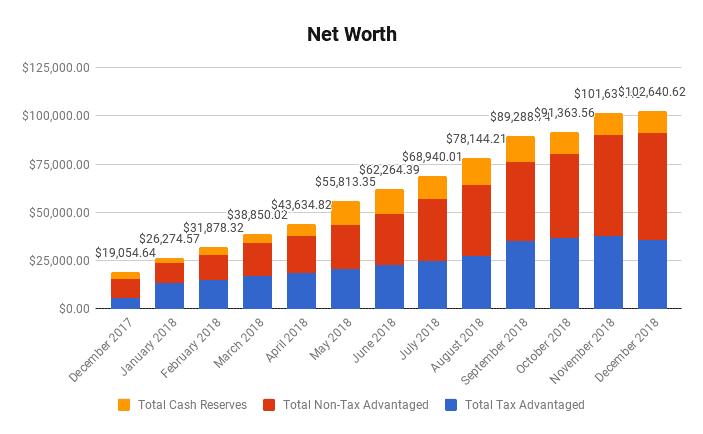 Net Worth
$125,000.00
$100,000.00
$75,000.00
$50,000.00
$25,000.00
$0.00
$19,054.64
$26,274.57
$31,878.32
$38,850.02
$43,634.82
$55,813.35
$62,264.39
$68,940.01
$78,144.21
$91,363.56
$102,640.62
December 2017
January 2018
February 2018
March 2018
April 2018
May 2018
June 2018
July 2018
August 2018
September 2018
October 2018
November 2018
December 2018
Total Cash Reserves
Total Non-Tax Advantaged
Total Tax Advantaged